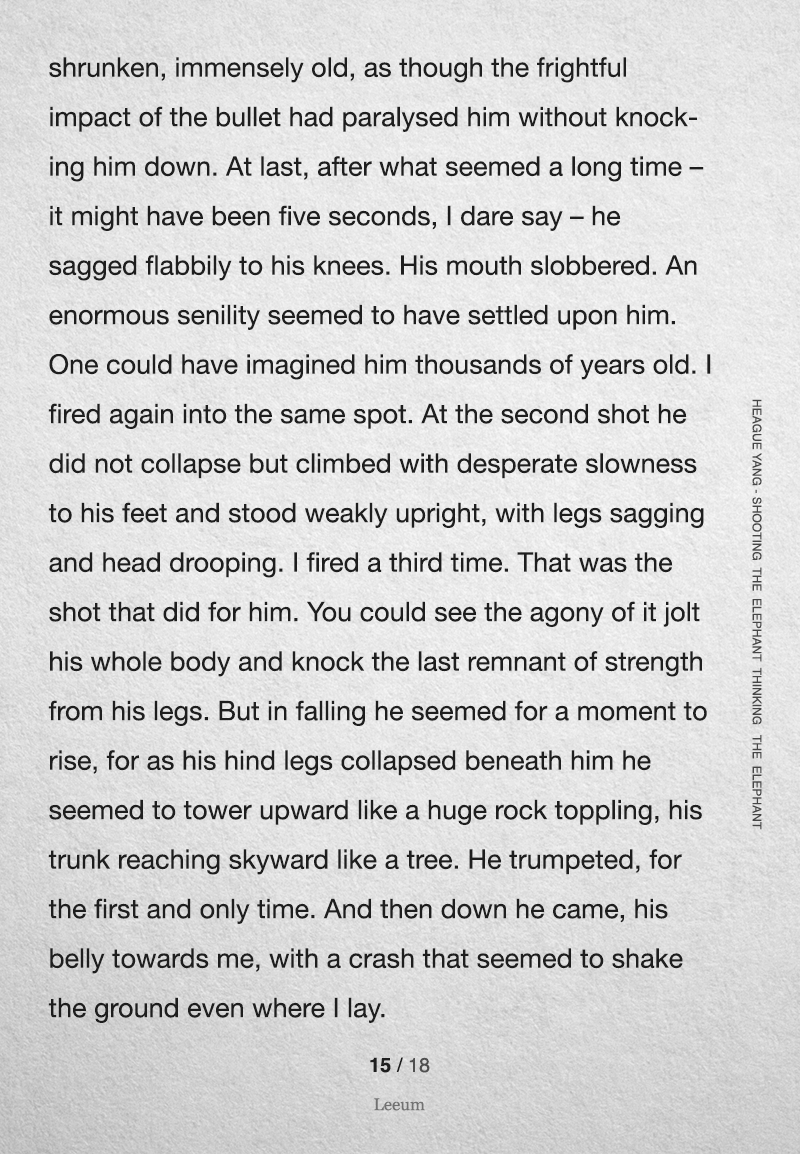 shrunken, immensely old, as though the frightful
impact of the bullet had paralysed him without knock-
ing him down. At last, after what seemed a long time –
it might have been five seconds, I dare say – he
sagged flabbily to his knees. His mouth slobbered. An
enormous senility seemed to have settled upon him.
One could have imagined him thousands of years old. I
fired again into the same spot. At the second shot he
did not collapse but climbed with desperate slowness
to his feet and stood weakly upright, with legs sagging
and head drooping. I fired a third time. That was the
shot that did for him. You could see the agony of it jolt
his whole body and knock the last remnant of strength
from his legs. But in falling he seemed for a moment to
rise, for as his hind legs collapsed beneath him he
seemed to tower upward like a huge rock toppling, his
trunk reaching skyward like a tree. He trumpeted, for
the first and only time. And then down he came, his
belly towards me, with a crash that seemed to shake
the ground even where I lay.
HEAGUE YANG - SHOOTING THE ELEPHANT THINKING THE ELEPHANT
15 / 18
Leeum